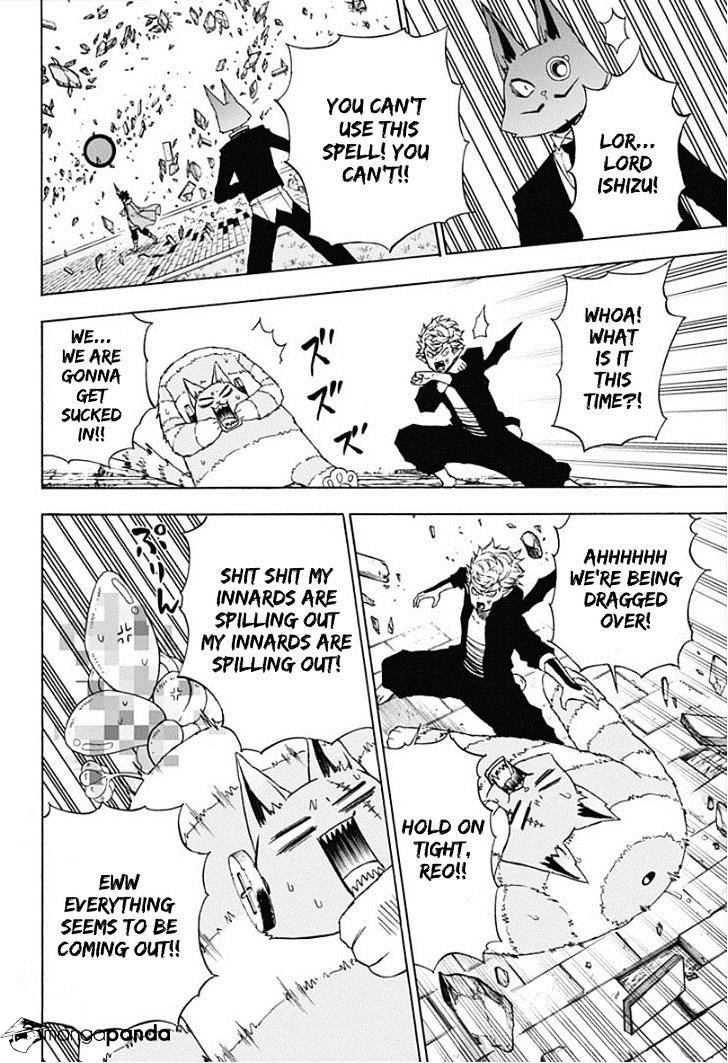 LOR...
LORD
ISHIZU!
YOU CAN'T
USE THIS
SPELL! YOU
CAN'T!!
WHOA!
WHAT
IS IT
THIS
TIME?!
ズズズ
WE...
WE ARE
GONNA
GET
SUCKED
IN!!
AHHHHHH
WE'RE BEING
DRAGGED
OVER!
HOLD ON
TIGHT,
REO!!
SHIT SHIT MY
INNARDS ARE
SPILLING OUT
MY INNARDS ARE
SPILLING OUT!
ぷりん
EWW
EVERYTHING
SEEMS TO BE
COMING OUT!!
mangapanda